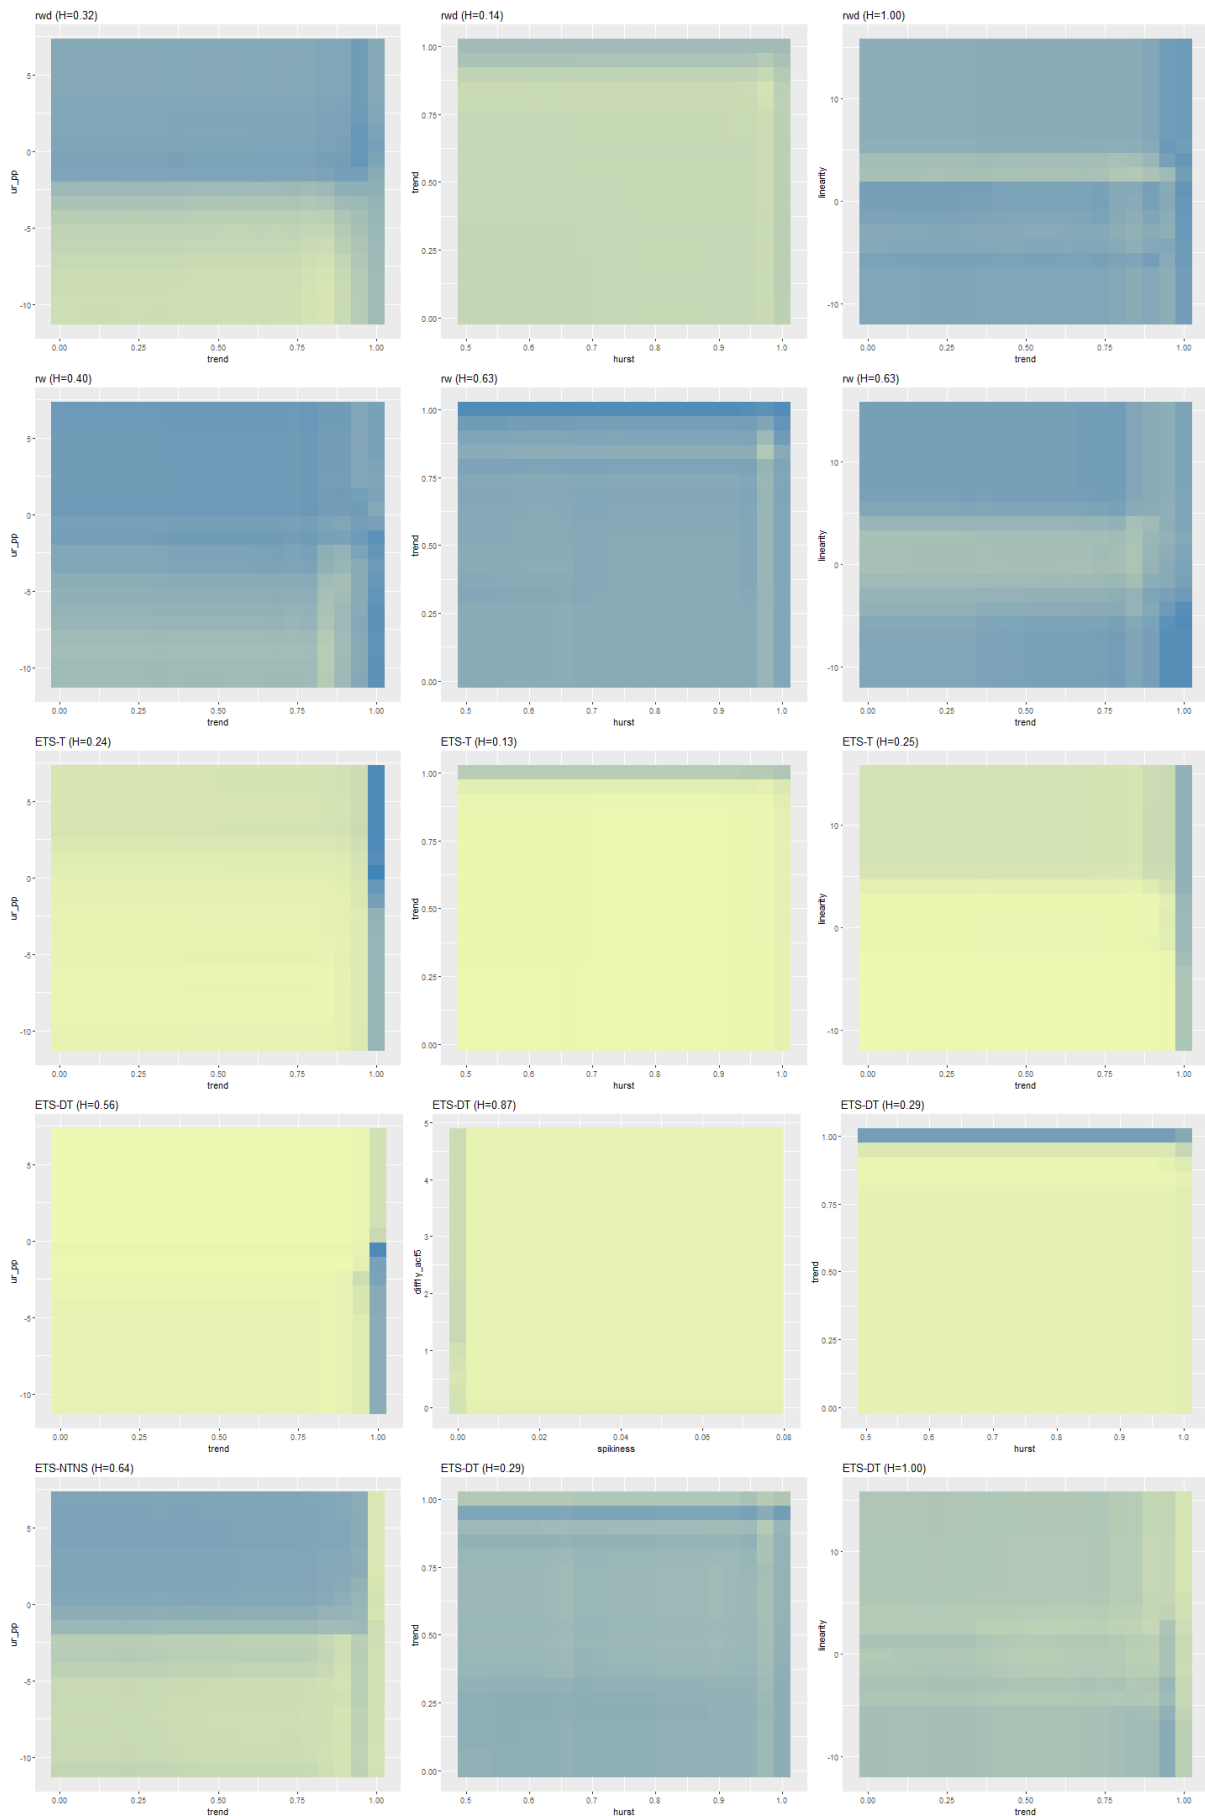 rwd (H=0.32)
5
0
-5
-10
ur_pp
0.00 0.25 0.50 0.75 1.00
trend
rwd (H=0.14)
1.00
0.75
0.50
0.25
0.00
trend
0.5 0.6 0.7 0.8 0.9 1.0
hurst
rwd (H=1.00)
10
0
-10
linearity
0.00 0.25 0.50 0.75 1.00
trend
rw (H=0.40)
5
0
-5
-10
ur_pp
0.00 0.25 0.50 0.75 1.00
trend
rw (H=0.63)
1.00
0.75
0.50
0.25
0.00
trend
0.5 0.6 0.7 0.8 0.9 1.0
hurst
rw (H=0.63)
10
0
-10
linearity
0.00 0.25 0.50 0.75 1.00
trend
ETS-T (H=0.24)
5
0
-5
-10
ur_pp
0.00 0.25 0.50 0.75 1.00
trend
ETS-T (H=0.13)
1.00
0.75
0.50
0.25
0.00
trend
0.5 0.6 0.7 0.8 0.9 1.0
hurst
ETS-T (H=0.25)
10
0
-10
linearity
0.00 0.25 0.50 0.75 1.00
trend
ETS-DT (H=0.56)
5
0
-5
-10
ur_pp
0.00 0.25 0.50 0.75 1.00
trend
ETS-DT (H=0.87)
5
4
3
2
1
0
diff1y_acf5
0.00 0.02 0.04 0.06 0.08
spikiness
ETS-DT (H=0.29)
1.00
0.75
0.50
0.25
0.00
trend
0.5 0.6 0.7 0.8 0.9 1.0
hurst
ETS-NTNS (H=0.64)
5
0
-5
-10
ur_pp
0.00 0.25 0.50 0.75 1.00
trend
ETS-DT (H=0.29)
1.00
0.75
0.50
0.25
0.00
trend
0.5 0.6 0.7 0.8 0.9 1.0
hurst
ETS-DT (H=1.00)
10
0
-10
linearity
0.00 0.25 0.50 0.75 1.00
trend